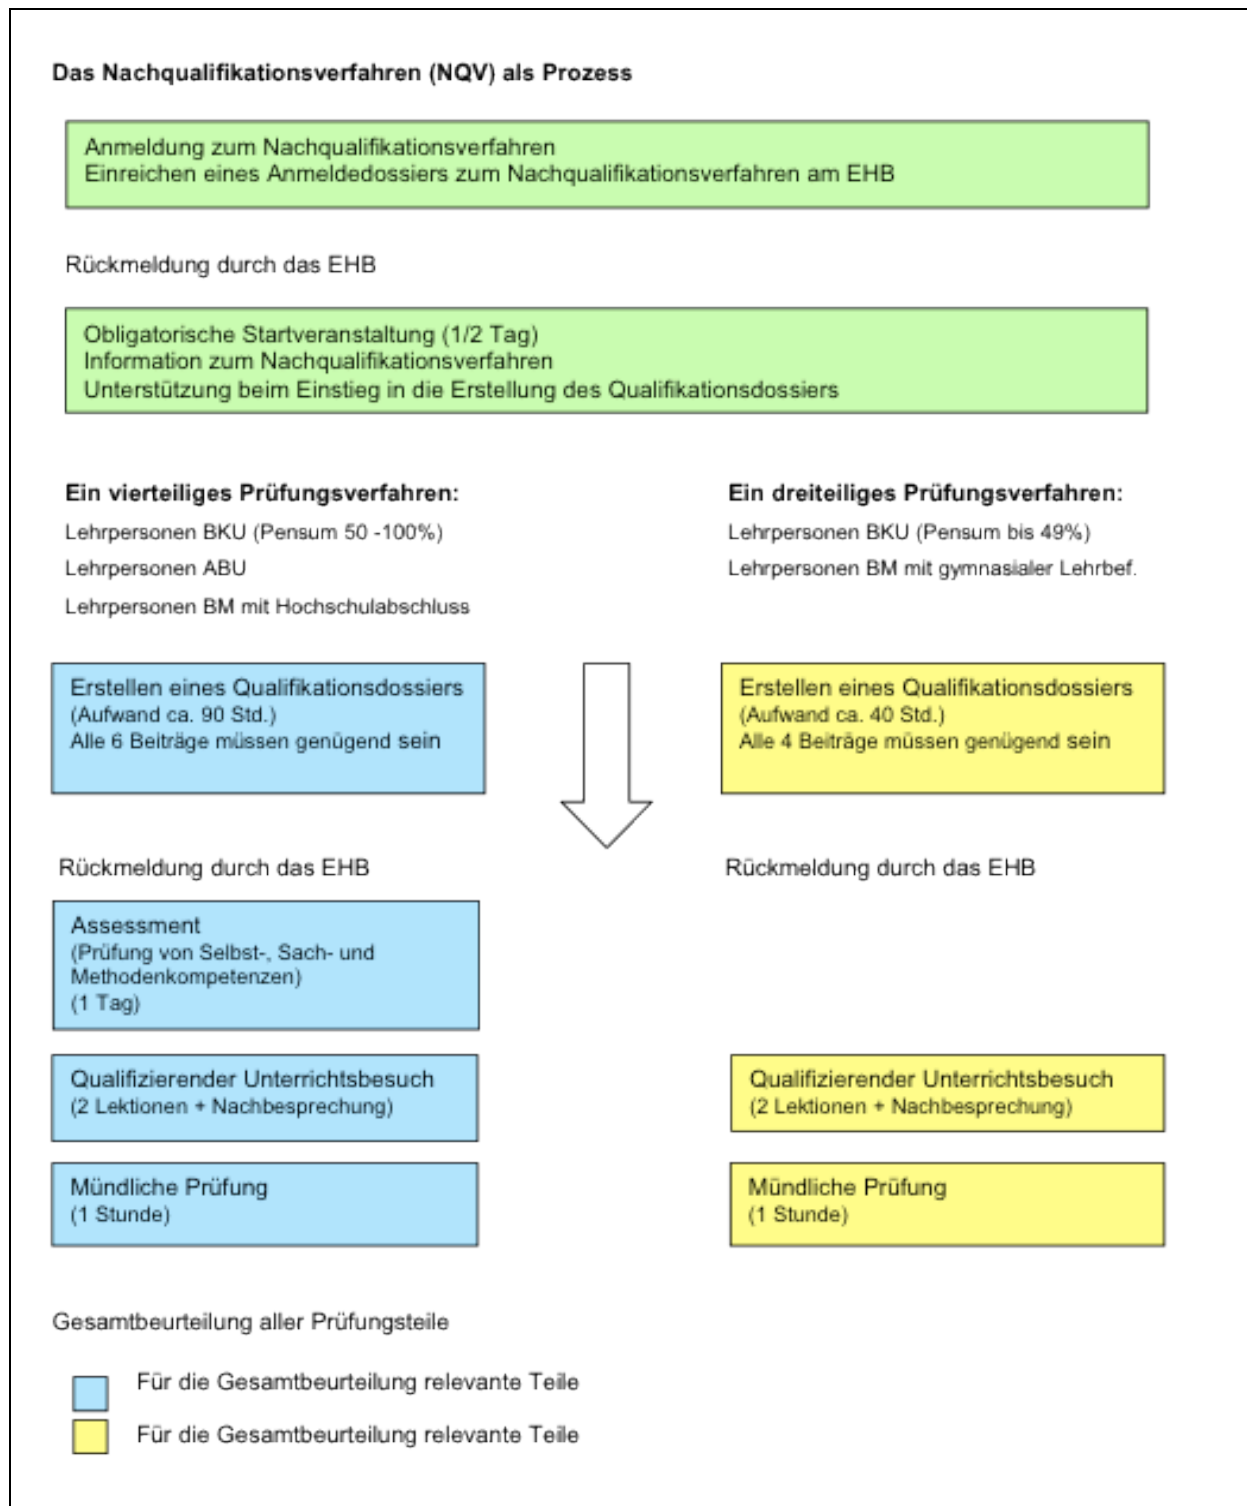 Das Nachqualifikationsverfahren (NQV) als Prozess
Anmeldung zum Nachqualifikationsverfahren
Einreichen eines Anmeldedossiers zum Nachqualifikationsverfahren am EHB
Rückmeldung durch das EHB
Obligatorische Startveranstaltung (1/2 Tag)
Information zum Nachqualifikationsverfahren
Unterstützung beim Einstieg in die Erstellung des Qualifikationsdossiers
Ein vierteiliges Prüfungsverfahren:
Lehrpersonen BKU (Pensum 50 -100%)
Lehrpersonen ABU
Lehrpersonen BM mit Hochschulabschluss
Ein dreiteiliges Prüfungsverfahren:
Lehrpersonen BKU (Pensum bis 49%)
Lehrpersonen BM mit gymnasialer Lehrbef.
Erstellen eines Qualifikationsdossiers
(Aufwand ca. 90 Std.)
Alle 6 Beiträge müssen genügend sein
Erstellen eines Qualifikationsdossiers
(Aufwand ca. 40 Std.)
Alle 4 Beiträge müssen genügend sein
Rückmeldung durch das EHB
Rückmeldung durch das EHB
Assessment
(Prüfung von Selbst-, Sach- und
Methodenkompetenzen)
(1 Tag)
Qualifizierender Unterrichtsbesuch
(2 Lektionen + Nachbesprechung)
Qualifizierender Unterrichtsbesuch
(2 Lektionen + Nachbesprechung)
Mündliche Prüfung
(1 Stunde)
Mündliche Prüfung
(1 Stunde)
Gesamtbeurteilung aller Prüfungsteile
Für die Gesamtbeurteilung relevante Teile
Für die Gesamtbeurteilung relevante Teile